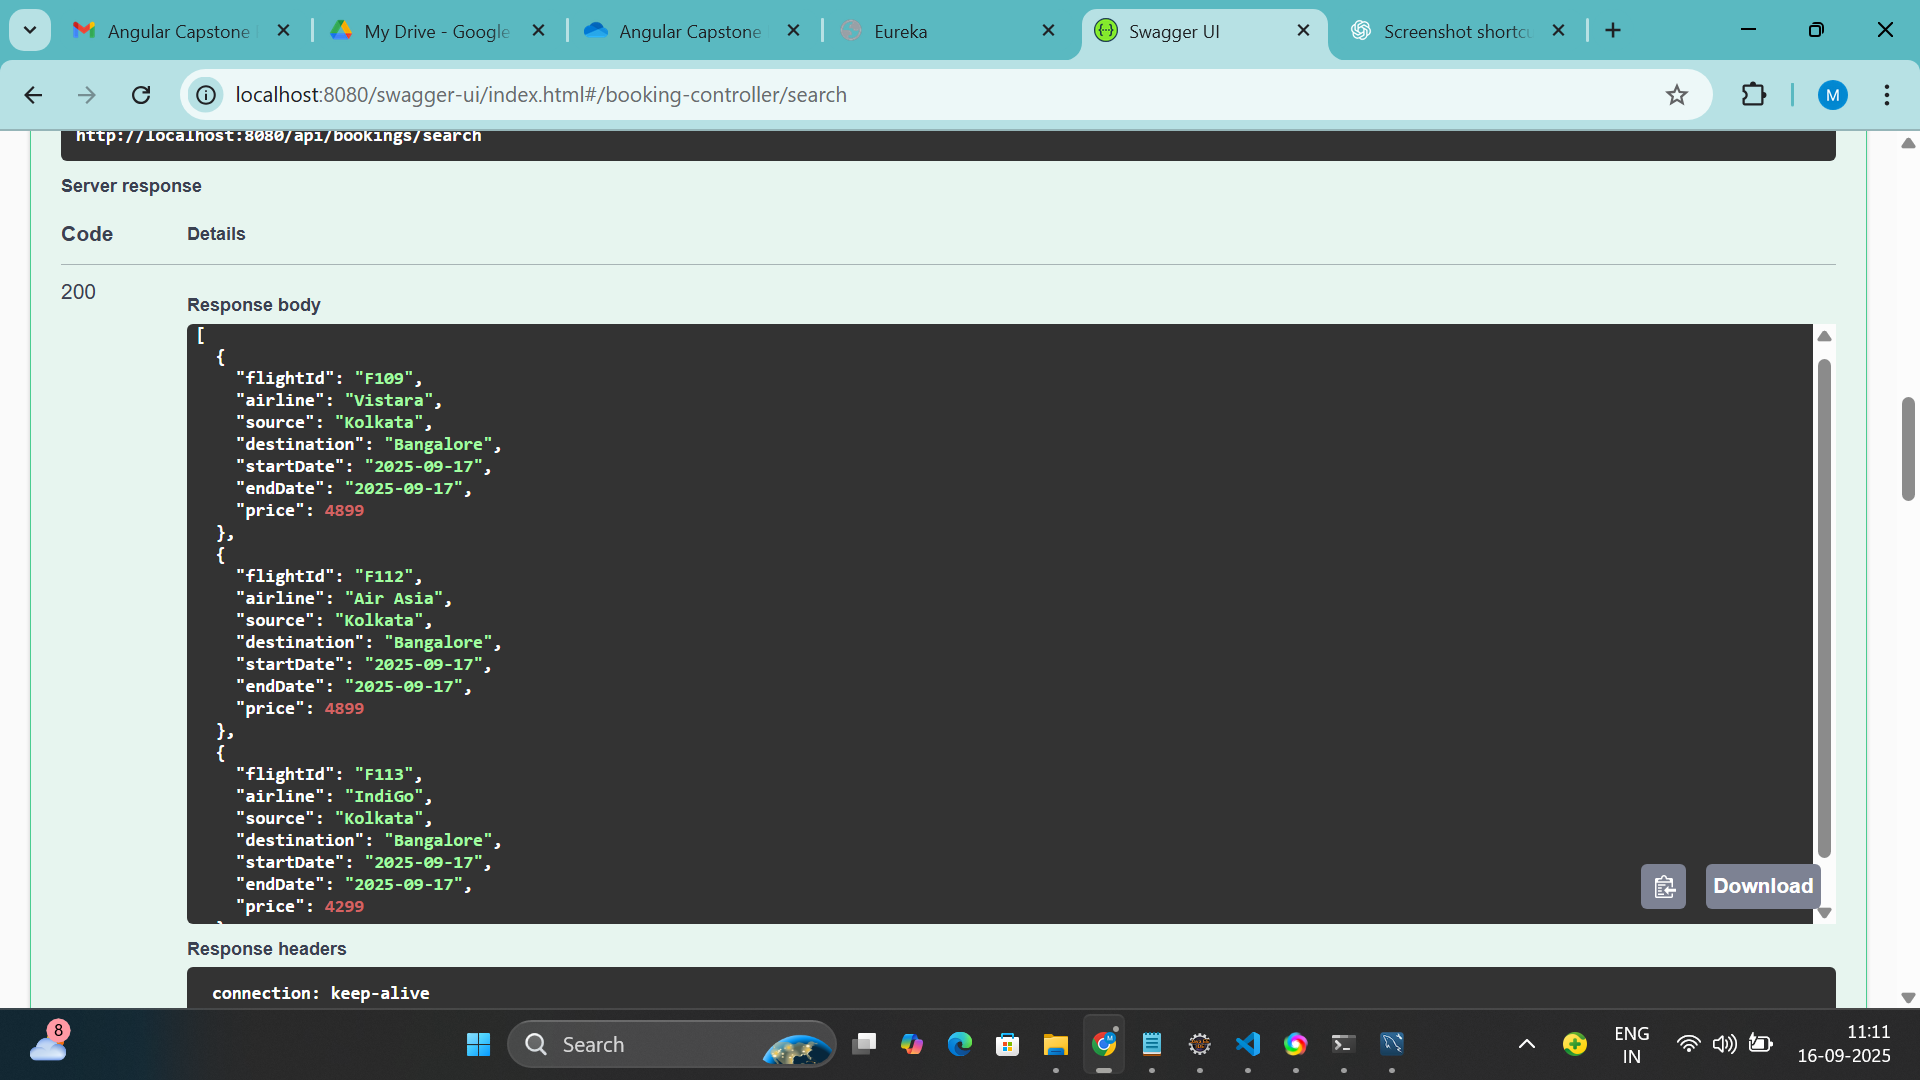 Angular Capstone
My Drive - Google
Angular Capstone
Eureka
Swagger UI
Screenshot shortcu
localhost:8080/swagger-ui/index.html#/booking-controller/search
M
http://localhost:8080/api/bookings/search
Server response
Code Details
200
Response body
[
{
"flightId": "F109",
"airline": "Vistara",
"source": "Kolkata",
"destination": "Bangalore",
"startDate": "2025-09-17",
"endDate": "2025-09-17",
"price": 4899
},
{
"flightId": "F112",
"airline": "Air Asia",
"source": "Kolkata",
"destination": "Bangalore",
"startDate": "2025-09-17",
"endDate": "2025-09-17",
"price": 4899
},
{
"flightId": "F113",
"airline": "IndiGo",
"source": "Kolkata",
"destination": "Bangalore",
"startDate": "2025-09-17",
"endDate": "2025-09-17",
"price": 4299
Download
Response headers
connection: keep-alive
8
Search
ENG
IN
11:11
16-09-2025